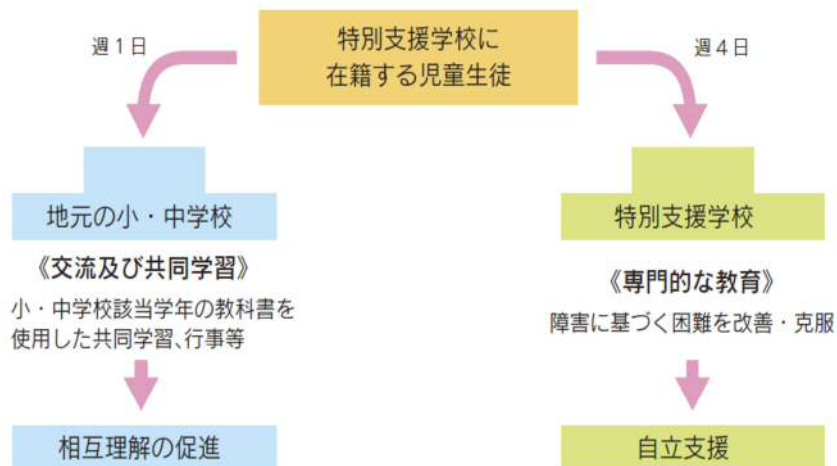 特別支援学校に
在籍する児童生徒
週1日
週4日
地元の小・中学校
《交流及び共同学習》
小・中学校該当学年の教科書を
使用した共同学習、行事等
相互理解の促進
特別支援学校
《専門的な教育》
障害に基づく困難を改善・克服
自立支援